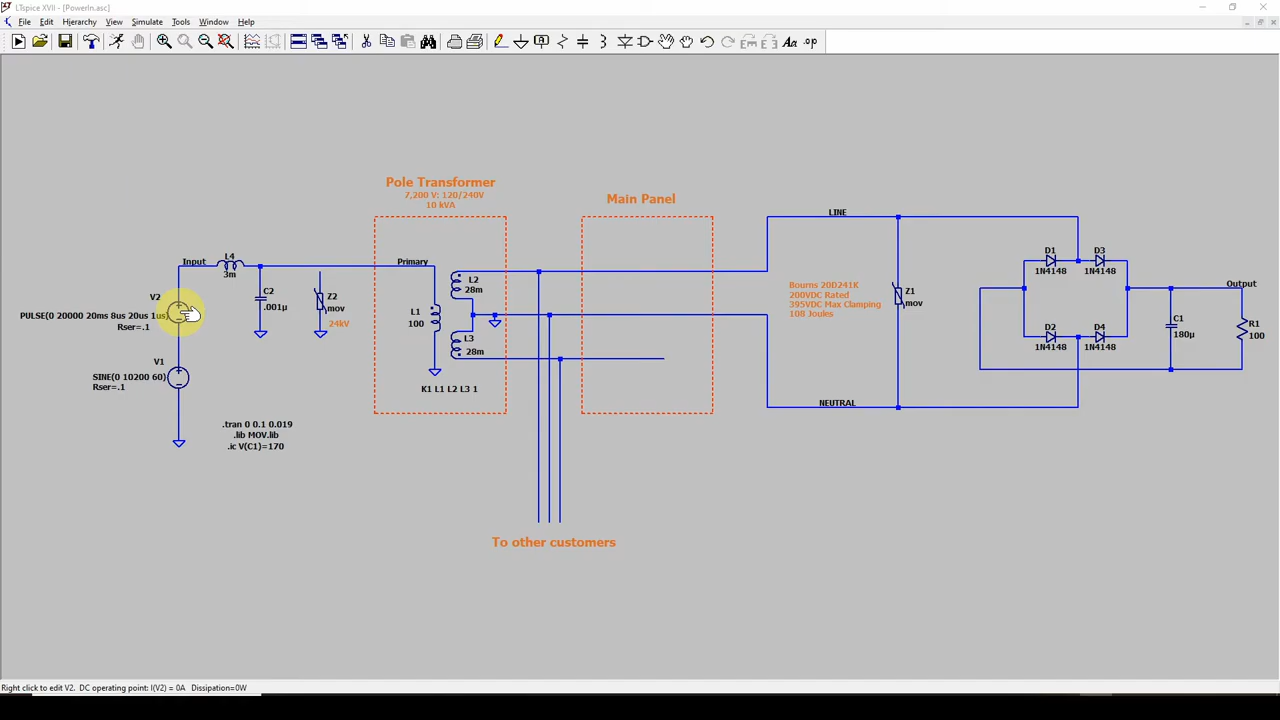 LTspice XVII - [PowerIn.asc]
File Edit Hierarchy View Simulate Tools Window Help
Aa .op
Pole Transformer
7,200 V: 120/240V
10 kVA
Main Panel
LINE
Input
L4
3m
Primary
V2
PULSE(0 20000 20ms 8us 20us 1us)
Rser=.1
C2
.001µ
Z2
mov
24kV
L1
100
L2
28m
L3
28m
K1 L1 L2 L3 1
V1
SINE(0 10200 60)
Rser=.1
.tran 0 0.1 0.019
.lib MOV.lib
.ic V(C1)=170
Bourns 20D241K
200VDC Rated
395VDC Max Clamping
108 Joules
Z1
mov
NEUTRAL
D1
1N4148
D3
1N4148
D2
1N4148
D4
1N4148
Output
C1
180µ
R1
100
To other customers
Right click to edit V2. DC operating point: I(V2) = 0A Dissipation=0W